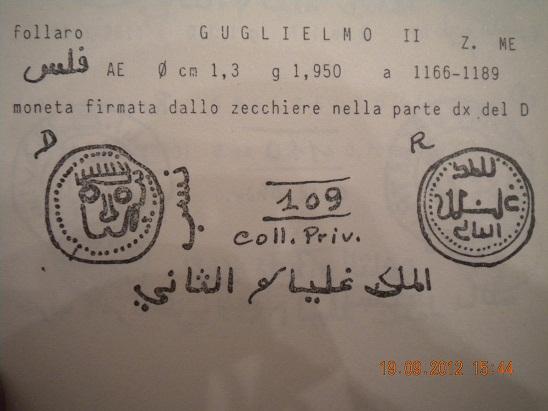 follaro G U G L I E L M O II Z. ME
فلس AE Ø cm 1,3 g 1,950 a 1166-1189
moneta firmata dallo zecchiere nella parte dx del D
D R
109
coll. Priv.
الملك غليالم الثاني
19.09.2012 15:44